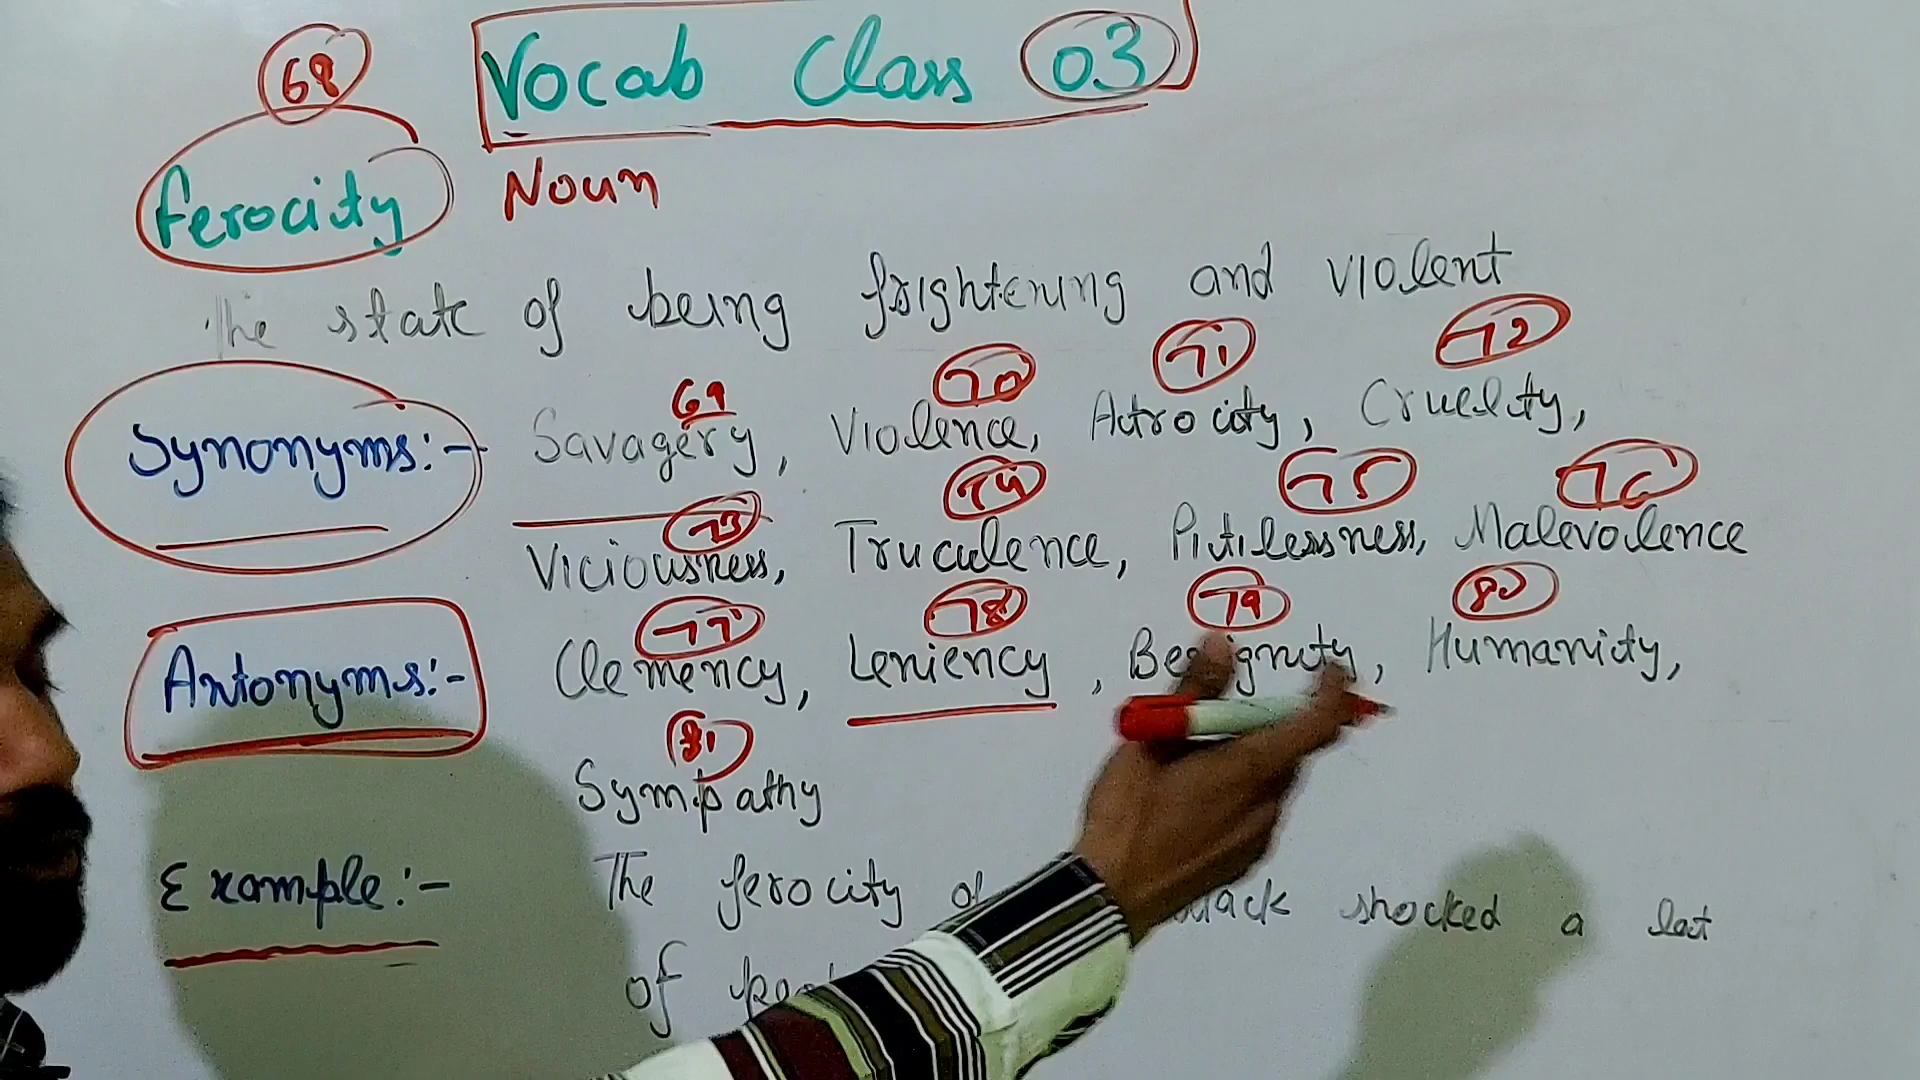 68 Vocab Class 03
Ferocity Noun
The state of being frightening and violent
69 70 71 72
Synonyms:- Savagery, Violence, Atrocity, Cruelty,
73 74 75 76
Viciousness, Truculence, Pitilessness, Malevolence
77 78 79 80
Antonyms:- Clemency, Leniency, Benignity, Humanity,
81
Sympathy
Example:- The ferocity of shocked a lot
of